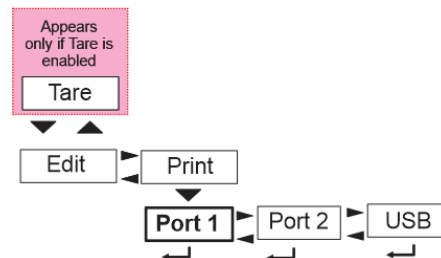 Appears
only if Tare is
enabled
Tare
Edit
Print
Port 1
Port 2
USB